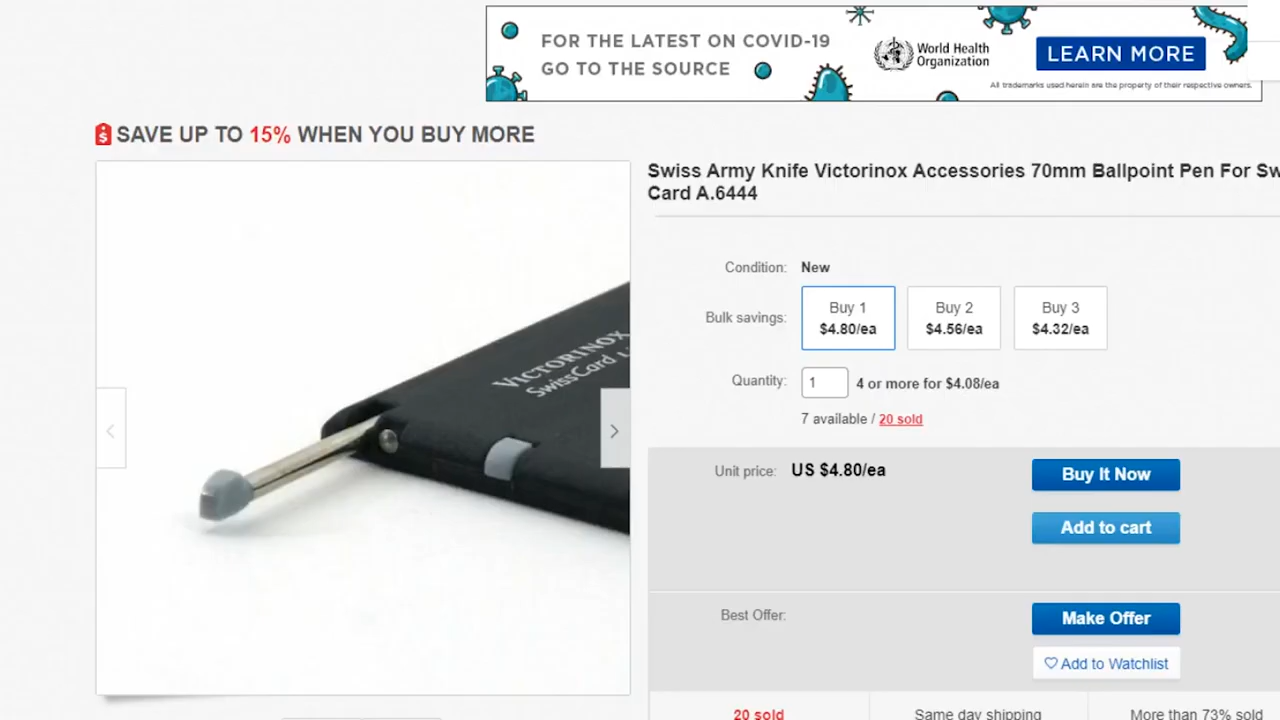 FOR THE LATEST ON COVID-19
GO TO THE SOURCE
World Health
Organization
LEARN MORE
All trademarks used herein are the property of their respective owners.
SAVE UP TO 15% WHEN YOU BUY MORE
Swiss Army Knife Victorinox Accessories 70mm Ballpoint Pen For Sw
Card A.6444
Condition: New
Bulk savings:
Buy 1
$4.80/ea
Buy 2
$4.56/ea
Buy 3
$4.32/ea
Quantity: 1 4 or more for $4.08/ea
7 available / 20 sold
VICTORINOX
SwissCard
Unit price: US $4.80/ea
Buy It Now
Add to cart
Best Offer:
Make Offer
Add to Watchlist
20 sold
Same day shipping
More than 73% sold